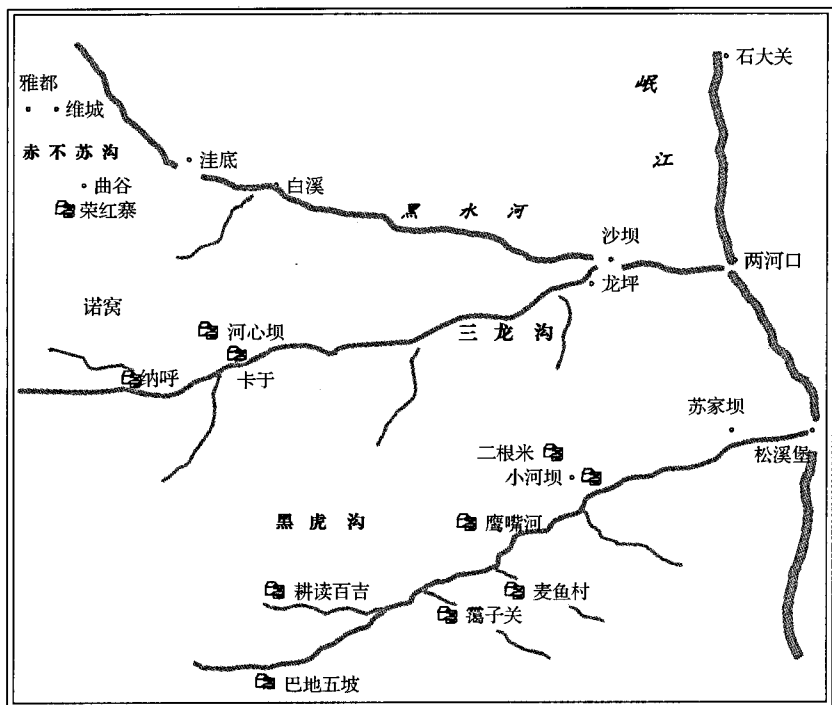 石大关
岷
江
雅都
维城
赤不苏沟
洼底
曲谷
白溪
荣红寨
黑水河
沙坝
两河口
龙坪
诺窝
河心坝
三龙沟
纳呼
卡于
苏家坝
松溪堡
二根米
小河坝
黑虎沟
鹰嘴河
耕读百吉
麦鱼村
蔼子关
巴地五坡